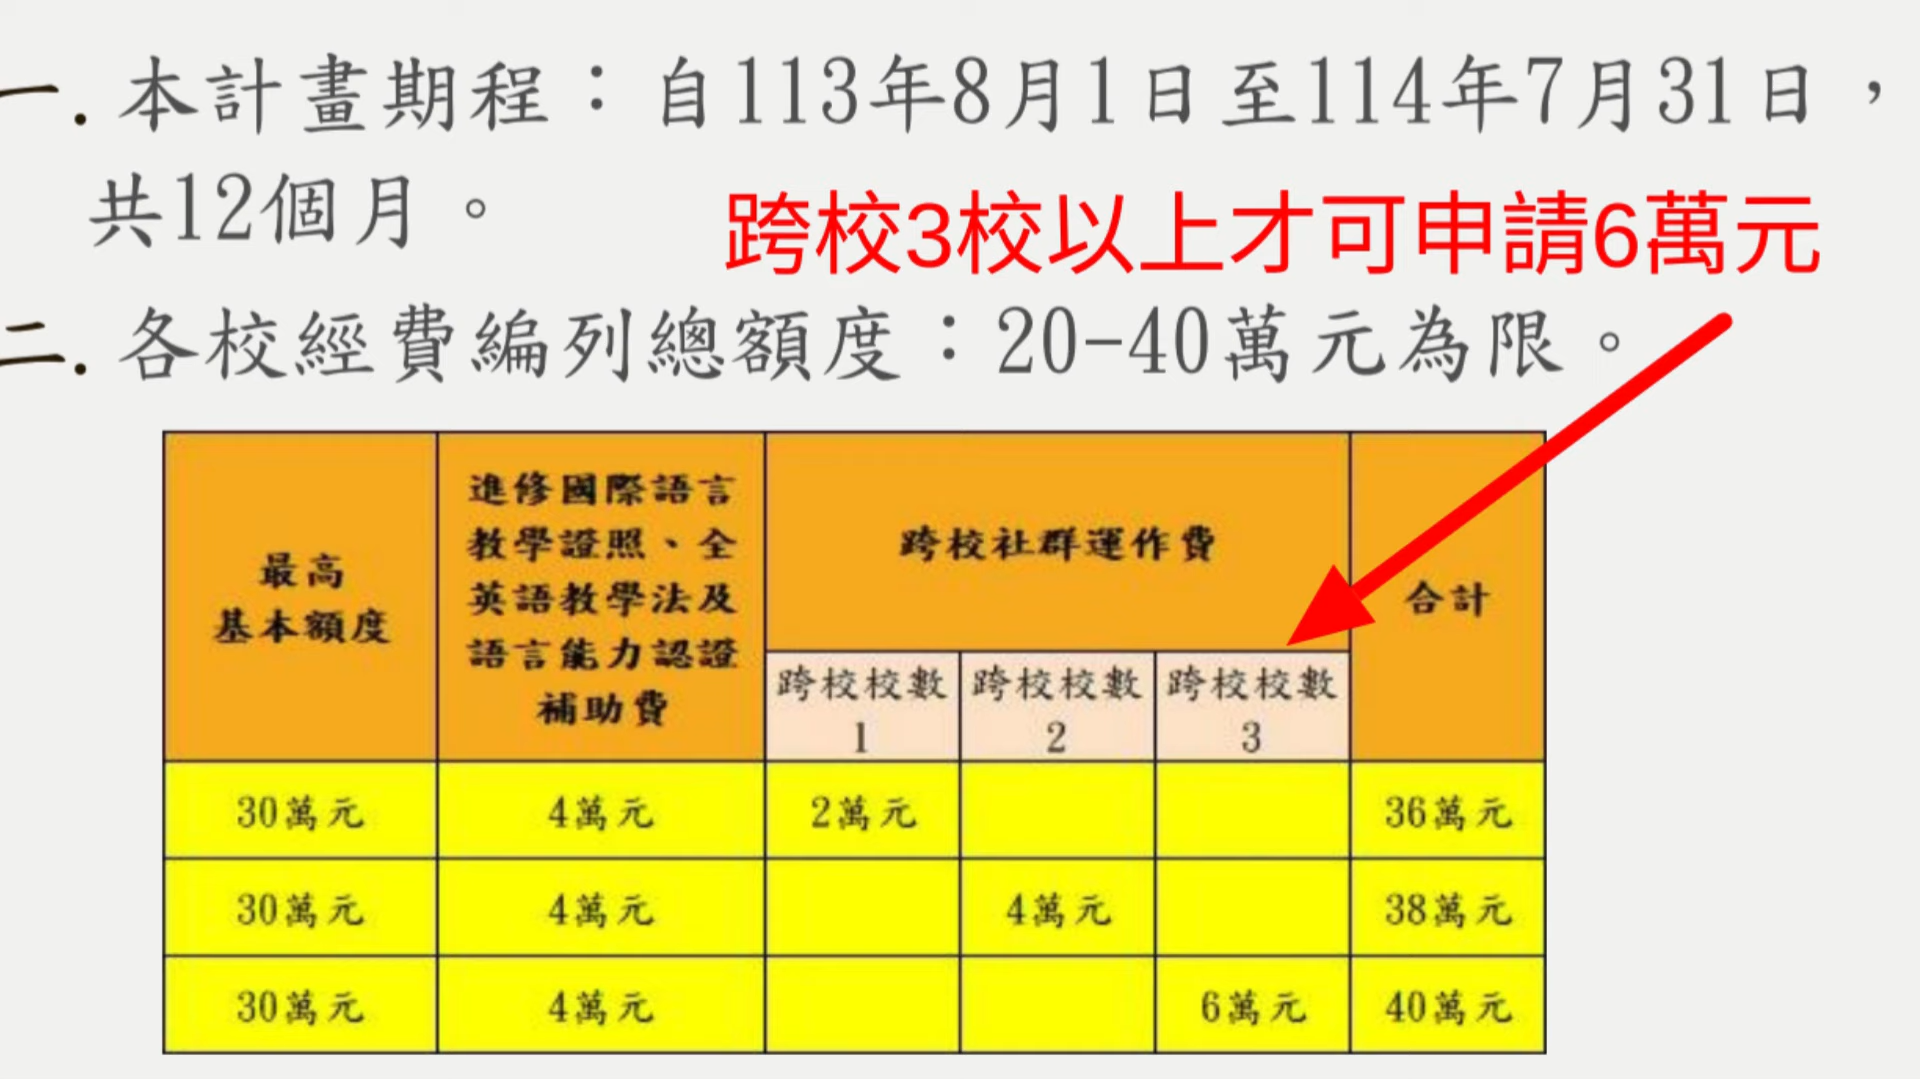 一.本計畫期程：自113年8月1日至114年7月31日，
共12個月。
跨校3校以上才可申請6萬元
二.各校經費編列總額度：20-40萬元為限。
最高
基本額度
進修國際語言
教學證照、全
英語教學法及
語言能力認證
補助費
跨校社群運作費
合計
跨校校數
1
跨校校數
2
跨校校數
3
30萬元 4萬元 2萬元 36萬元
30萬元 4萬元 4萬元 38萬元
30萬元 4萬元 6萬元 40萬元